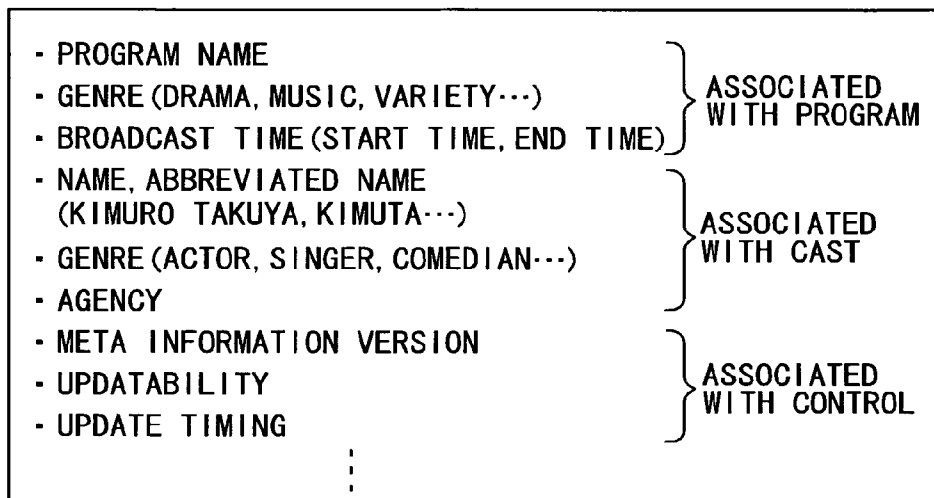 - PROGRAM NAME
- GENRE(DRAMA, MUSIC, VARIETY···)
- BROADCAST TIME(START TIME, END TIME)
ASSOCIATED
WITH PROGRAM
- NAME, ABBREVIATED NAME
(KIMURO TAKUYA, KIMUTA···)
- GENRE(ACTOR, SINGER, COMEDIAN···)
- AGENCY
ASSOCIATED
WITH CAST
- META INFORMATION VERSION
- UPDATABILITY
- UPDATE TIMING
ASSOCIATED
WITH CONTROL